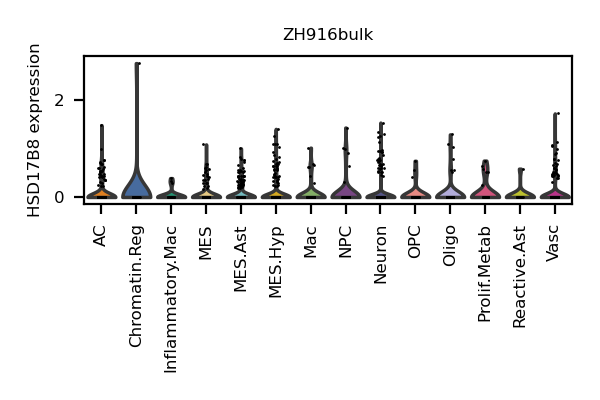 ZH916bulk
HSD17B8 expression
2
0
AC
Chromatin.Reg
Inflammatory.Mac
MES
MES.Ast
MES.Hyp
Mac
NPC
Neuron
OPC
Oligo
Prolif.Metab
Reactive.Ast
Vasc